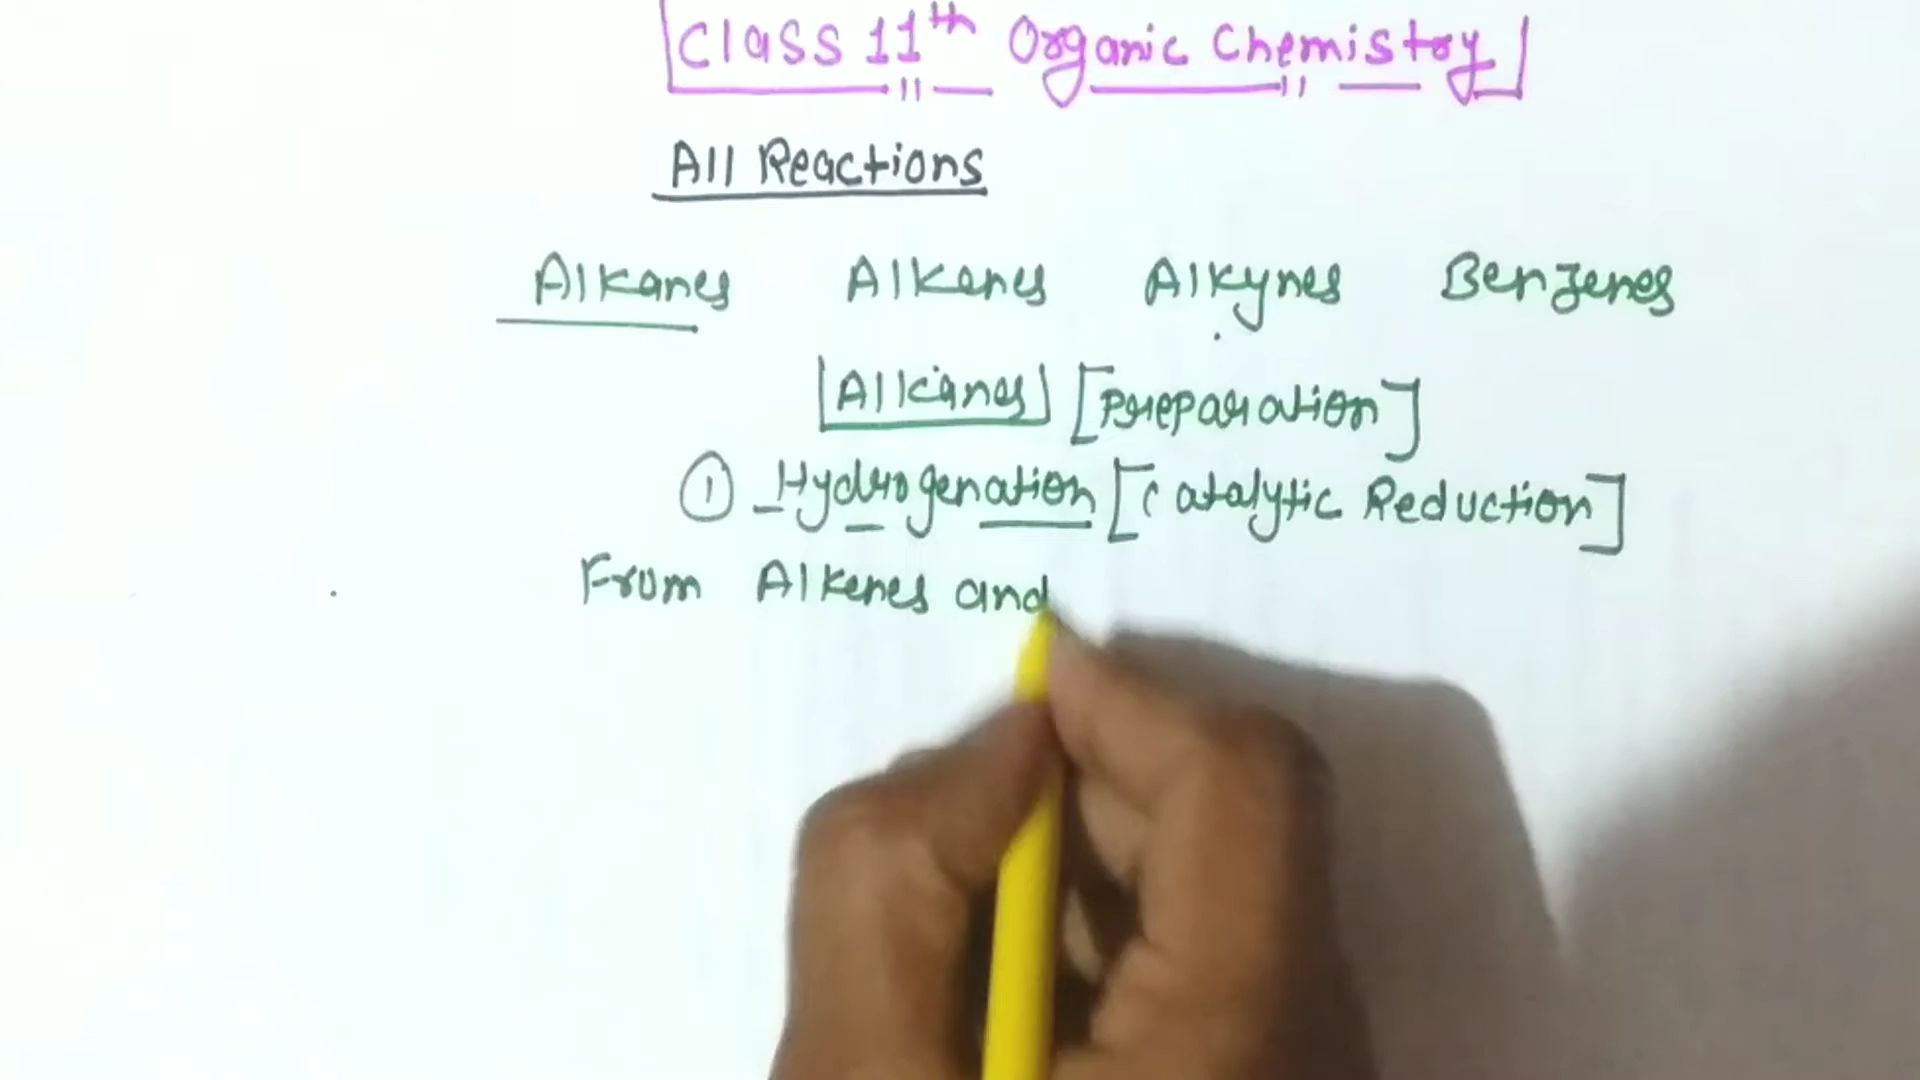 Class 11th Organic Chemistry
All Reactions
Alkanes Alkenes Alkynes Benzenes
Alkanes [Preparation]
① Hydrogenation [Catalytic Reduction]
From Alkenes and